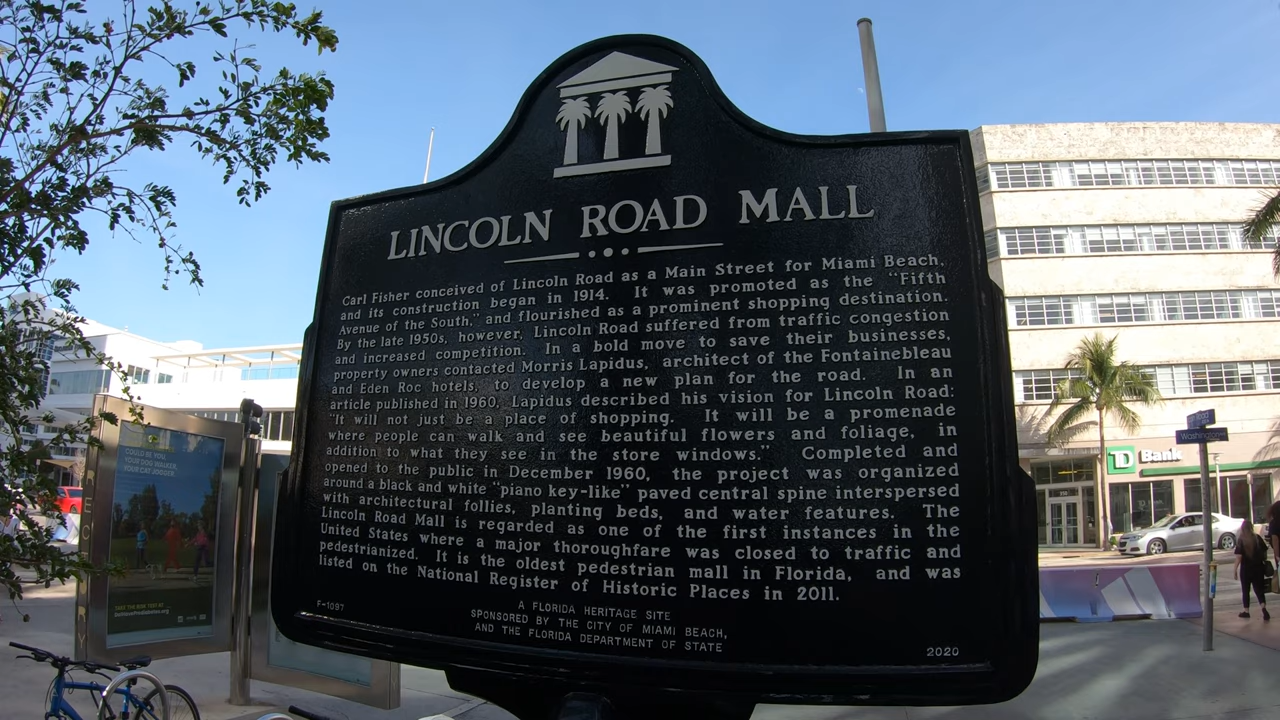 LINCOLN ROAD MALL
Carl Fisher conceived of Lincoln Road as a Main Street for Miami Beach,
and its construction began in 1914. It was promoted as the "Fifth
Avenue of the South," and flourished as a prominent shopping destination.
By the late 1950s, however, Lincoln Road suffered from traffic congestion
and increased competition. In a bold move to save their businesses,
property owners contacted Morris Lapidus, architect of the Fontainebleau
and Eden Roc hotels, to develop a new plan for the road. In an
article published in 1960, Lapidus described his vision for Lincoln Road:
"It will not just be a place of shopping. It will be a promenade
where people can walk and see beautiful flowers and foliage, in
addition to what they see in the store windows." Completed and
opened to the public in December 1960, the project was organized
around a black and white "piano key-like" paved central spine interspersed
with architectural follies, planting beds, and water features. The
Lincoln Road Mall is regarded as one of the first instances in the
United States where a major thoroughfare was closed to traffic and
pedestrianized. It is the oldest pedestrian mall in Florida, and was
listed on the National Register of Historic Places in 2011.
F-1097
A FLORIDA HERITAGE SITE
SPONSORED BY THE CITY OF MIAMI BEACH,
AND THE FLORIDA DEPARTMENT OF STATE
2020
COULD BE YOU,
YOUR DOG WALKER,
YOUR CAT JOGGER.
TAKE THE RISK TEST AT
DoIHavePrediabetes.org
TD Bank
Washington